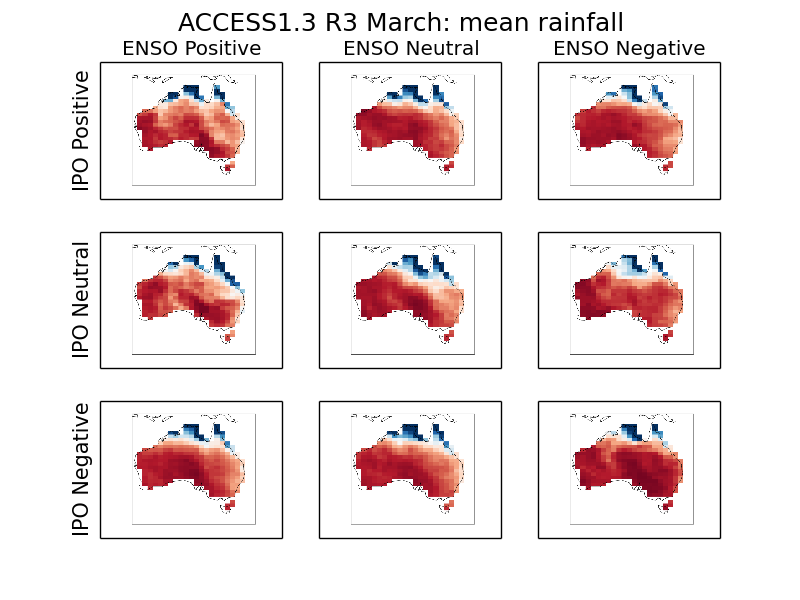 ACCESS1.3 R3 March: mean rainfall
ENSO Positive
ENSO Neutral
ENSO Negative
IPO Positive
IPO Neutral
IPO Negative